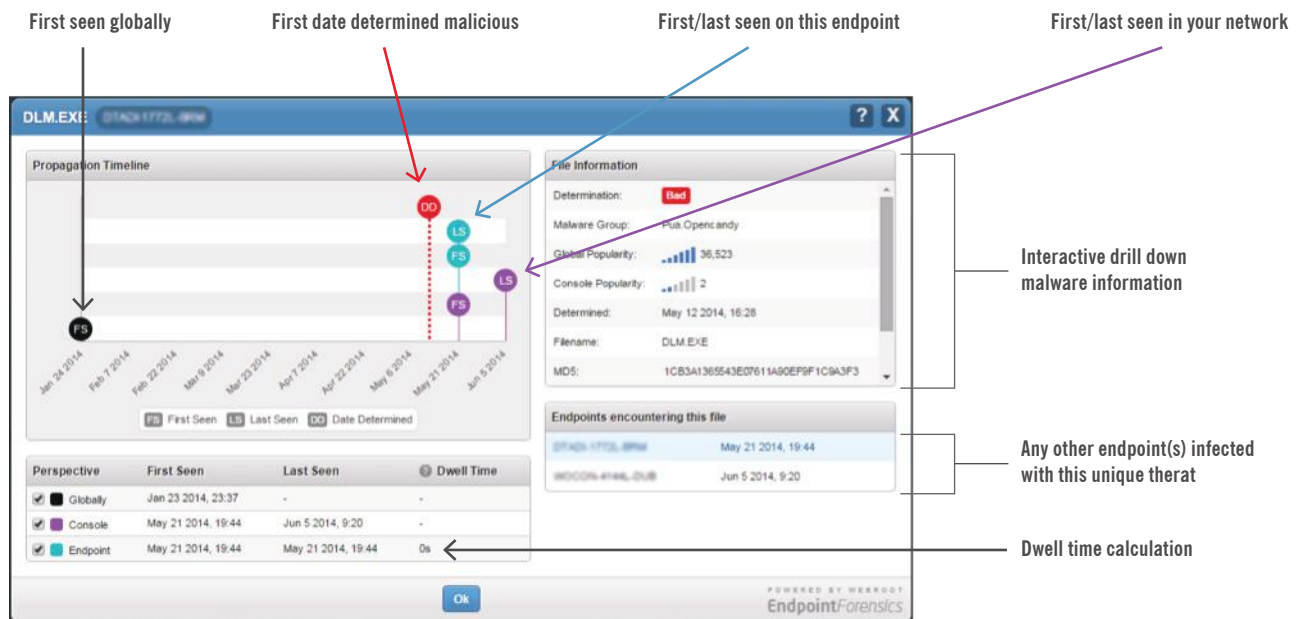 First seen globally
First date determined malicious
First/last seen on this endpoint
First/last seen in your network
DLM.EXE
? X
Propagation Timeline
DD
LS
FS
LS
FS
FS
Jan 24 2014
Feb 7 2014
Feb 22 2014
Mar 9 2014
Mar 23 2014
Apr 7 2014
Apr 22 2014
May 6 2014
May 21 2014
Jun 5 2014
FS First Seen LS Last Seen DD Date Determined
Perspective First Seen Last Seen Dwell Time
Globally Jan 23 2014, 23:37 - -
Console May 21 2014, 19:44 Jun 5 2014, 9:20 -
Endpoint May 21 2014, 19:44 May 21 2014, 19:44 0s
File Information
Determination: Bad
Malware Group: Pua.Opencandy
Global Popularity: 36,523
Console Popularity: 2
Determined: May 12 2014, 16:28
Filename: DLM.EXE
MD5: 1CB3A1365543E07611A90EF9F1C9A3F3
Endpoints encountering this file
May 21 2014, 19:44
Jun 5 2014, 9:20
Interactive drill down
malware information
Any other endpoint(s) infected
with this unique therat
Dwell time calculation
Ok
POWERED BY WEBROOT
EndpointForensics